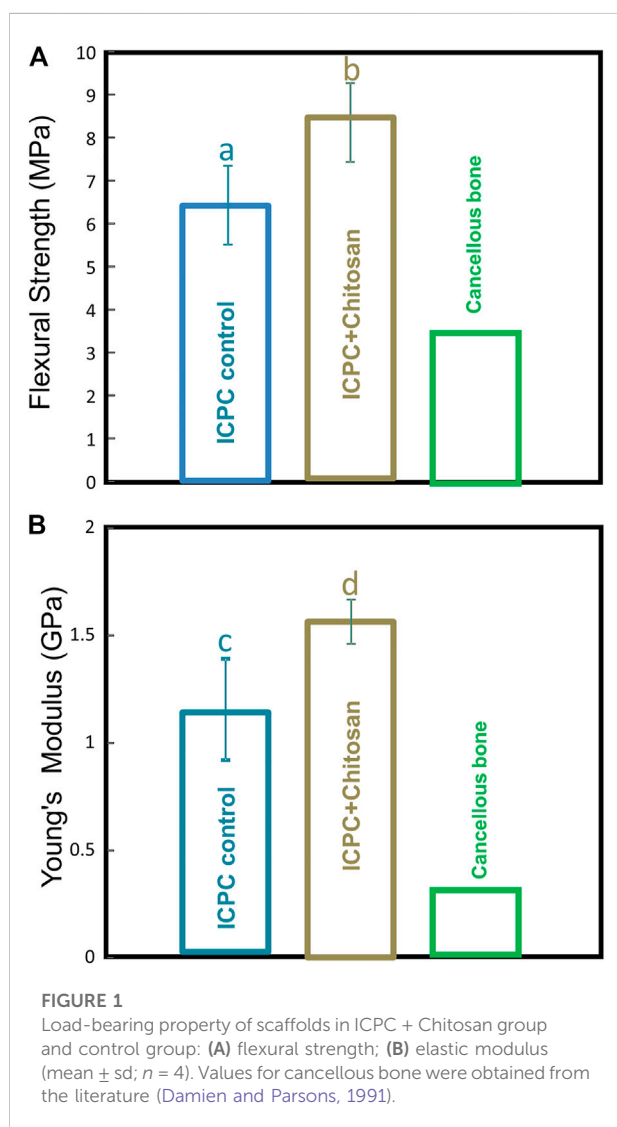 A
Flexural Strength (MPa)
10
9
8
7
6
5
4
3
2
1
0
a
b
ICPC control
ICPC+Chitosan
Cancellous bone
B
Young's Modulus (GPa)
2
1.5
1
0.5
0
c
d
ICPC control
ICPC+Chitosan
Cancellous bone
FIGURE 1
Load-bearing property of scaffolds in ICPC + Chitosan group
and control group: (A) flexural strength; (B) elastic modulus
(mean ± sd; n = 4). Values for cancellous bone were obtained from
the literature (Damien and Parsons, 1991).